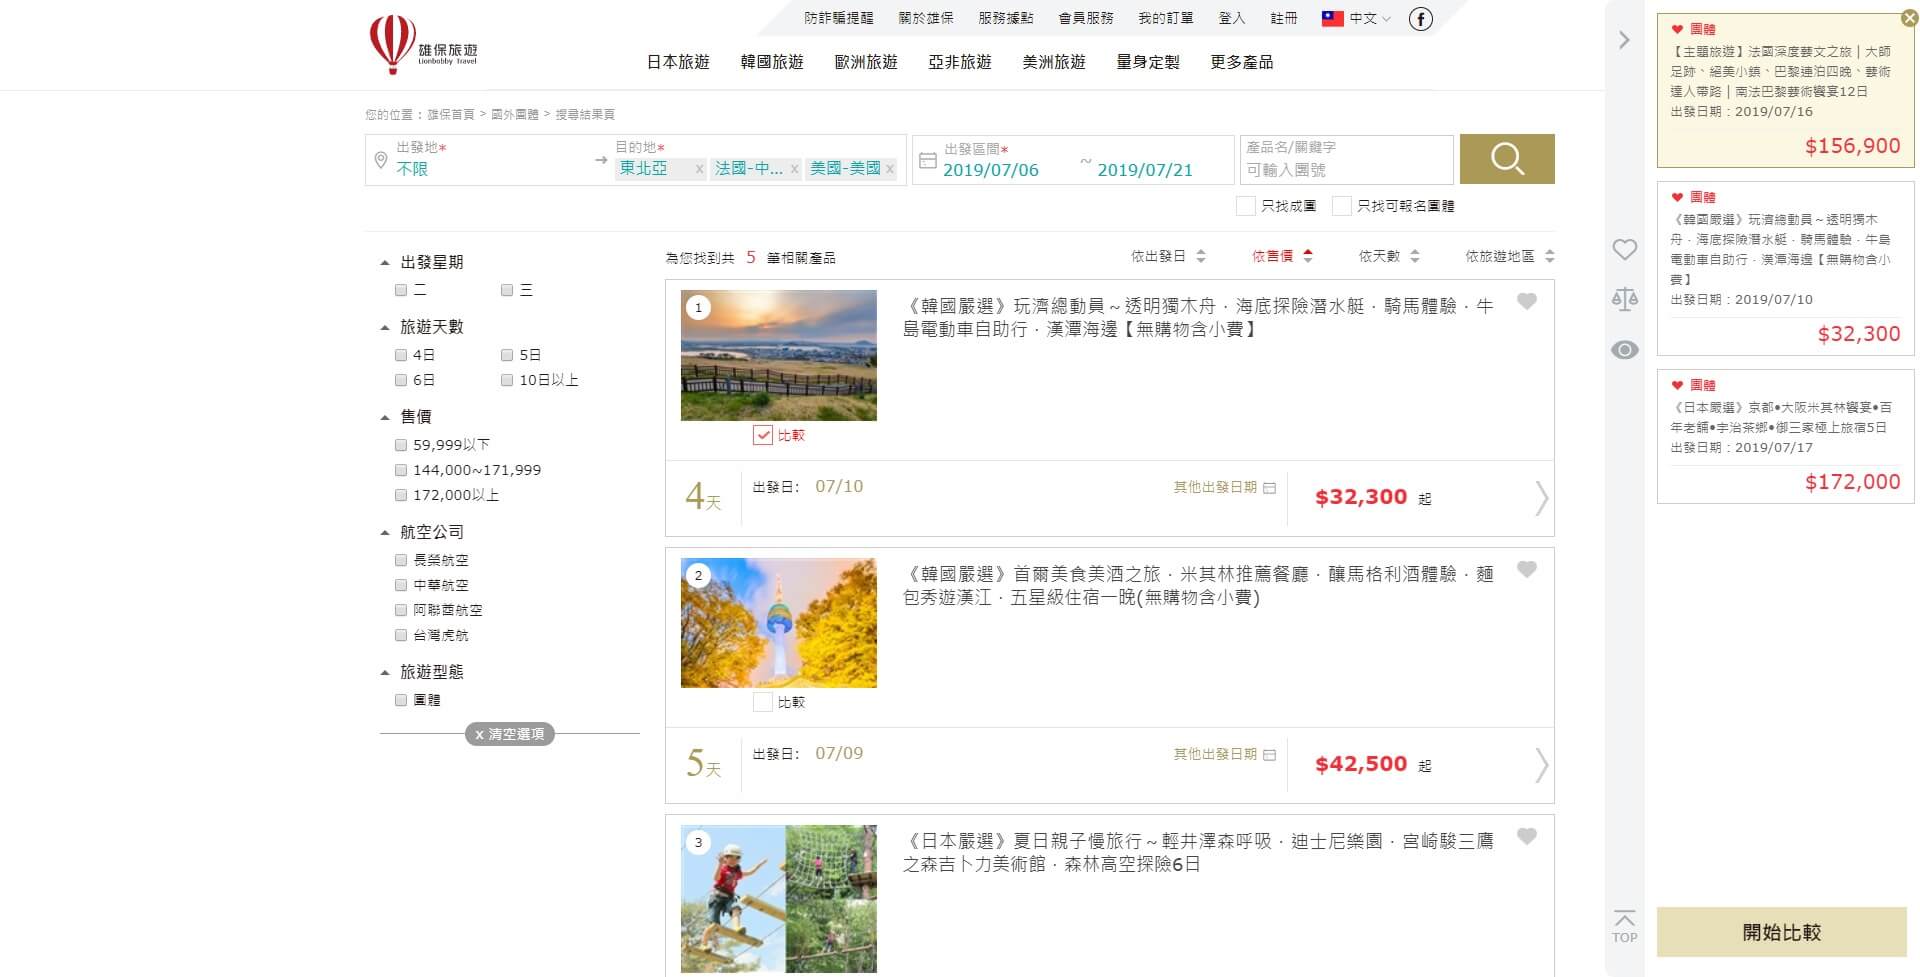 防詐騙提醒 關於雄保 服務據點 會員服務 我的訂單 登入 註冊 中文
雄保旅遊
Lionbobby Travel
日本旅遊 韓國旅遊 歐洲旅遊 亞非旅遊 美洲旅遊 量身定製 更多產品
您的位置 : 雄保首頁 > 國外團體 > 搜尋結果頁
出發地*
不限
目的地*
東北亞 x 法國-中... x 美國-美國 x
出發區間*
2019/07/06 ~ 2019/07/21
產品名/關鍵字
可輸入團號
只找成團 只找可報名團體
出發星期
二 三
旅遊天數
4日 5日
6日 10日以上
售價
59,999以下
144,000~171,999
172,000以上
航空公司
長榮航空
中華航空
阿聯酋航空
台灣虎航
旅遊型態
團體
x 清空選項
為您找到共 5 筆相關產品
依出發日 依售價 依天數 依旅遊地區
1
《韓國嚴選》玩濟總動員～透明獨木舟．海底探險潛水艇．騎馬體驗．牛
島電動車自助行．漢潭海邊【無購物含小費】
比較
4天 出發日: 07/10 其他出發日期 $32,300 起
2
《韓國嚴選》首爾美食美酒之旅．米其林推薦餐廳．釀馬格利酒體驗．麵
包秀遊漢江．五星級住宿一晚(無購物含小費)
比較
5天 出發日: 07/09 其他出發日期 $42,500 起
3
《日本嚴選》夏日親子慢旅行～輕井澤森呼吸．迪士尼樂園．宮崎駿三鷹
之森吉卜力美術館．森林高空探險6日
TOP
團體
【主題旅遊】法國深度藝文之旅 | 大師
足跡、絕美小鎮、巴黎連泊四晚、藝術
達人帶路 | 南法巴黎藝術饗宴12日
出發日期 : 2019/07/16
$156,900
團體
《韓國嚴選》玩濟總動員～透明獨木
舟．海底探險潛水艇．騎馬體驗．牛島
電動車自助行．漢潭海邊【無購物含小
費】
出發日期 : 2019/07/10
$32,300
團體
《日本嚴選》京都•大阪米其林饗宴•百
年老舖•宇治茶鄉•御三家極上旅宿5日
出發日期 : 2019/07/17
$172,000
開始比較